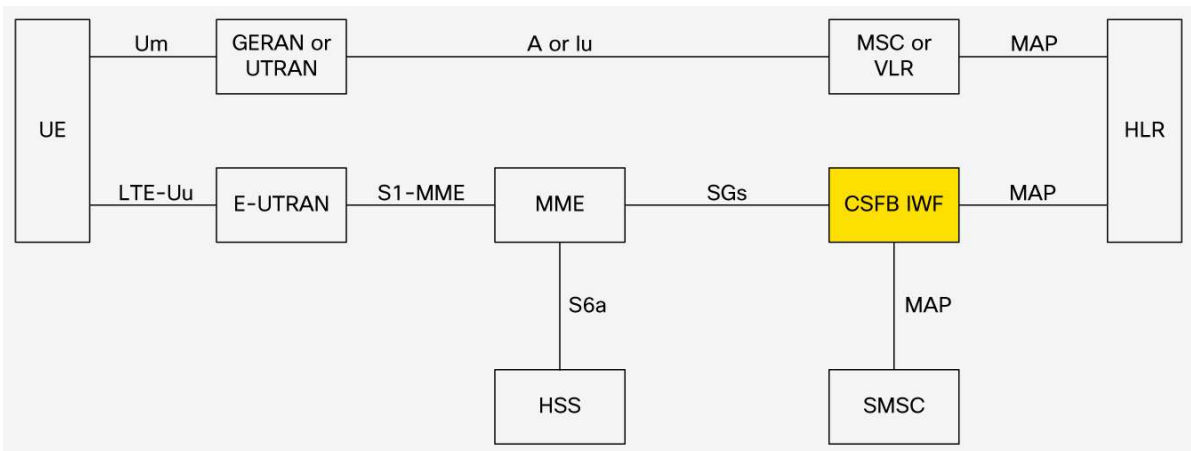 Um
GERAN or
UTRAN
A or Iu
MSC or
VLR
MAP
UE
HLR
LTE-Uu
E-UTRAN
S1-MME
MME
SGs
CSFB IWF
MAP
S6a
MAP
HSS
SMSC